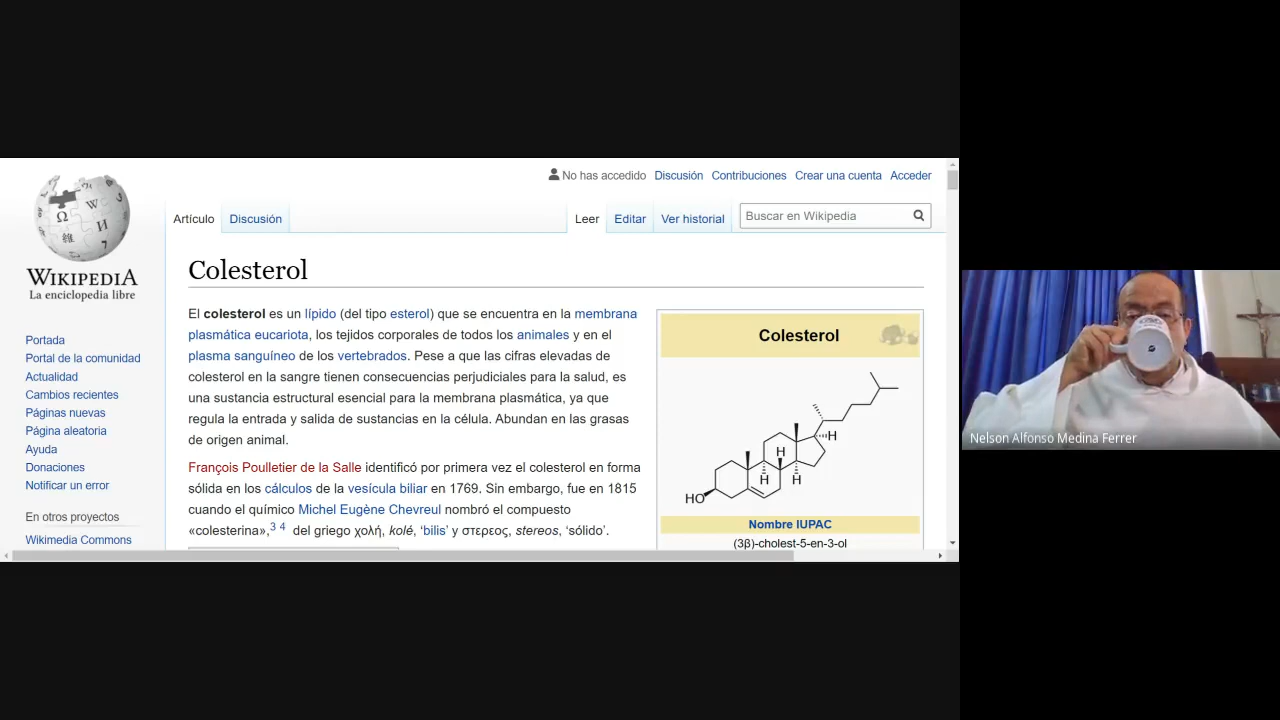 No has accedido Discusión Contribuciones Crear una cuenta Acceder
Artículo Discusión Leer Editar Ver historial Buscar en Wikipedia
WIKIPEDIA
La enciclopedia libre
Portada
Portal de la comunidad
Actualidad
Cambios recientes
Páginas nuevas
Página aleatoria
Ayuda
Donaciones
Notificar un error
En otros proyectos
Wikimedia Commons
Colesterol
El colesterol es un lípido (del tipo esterol) que se encuentra en la membrana
plasmática eucariota, los tejidos corporales de todos los animales y en el
plasma sanguíneo de los vertebrados. Pese a que las cifras elevadas de
colesterol en la sangre tienen consecuencias perjudiciales para la salud, es
una sustancia estructural esencial para la membrana plasmática, ya que
regula la entrada y salida de sustancias en la célula. Abundan en las grasas
de origen animal.
François Poulletier de la Salle identificó por primera vez el colesterol en forma
sólida en los cálculos de la vesícula biliar en 1769. Sin embargo, fue en 1815
cuando el químico Michel Eugène Chevreul nombró el compuesto
«colesterina»,3 4 del griego χολή, kolé, ‘bilis’ y στερεος, stereos, ‘sólido’.
Colesterol
H
H
H
H
HO
Nombre IUPAC
(3β)-cholest-5-en-3-ol
Nelson Alfonso Medina Ferrer